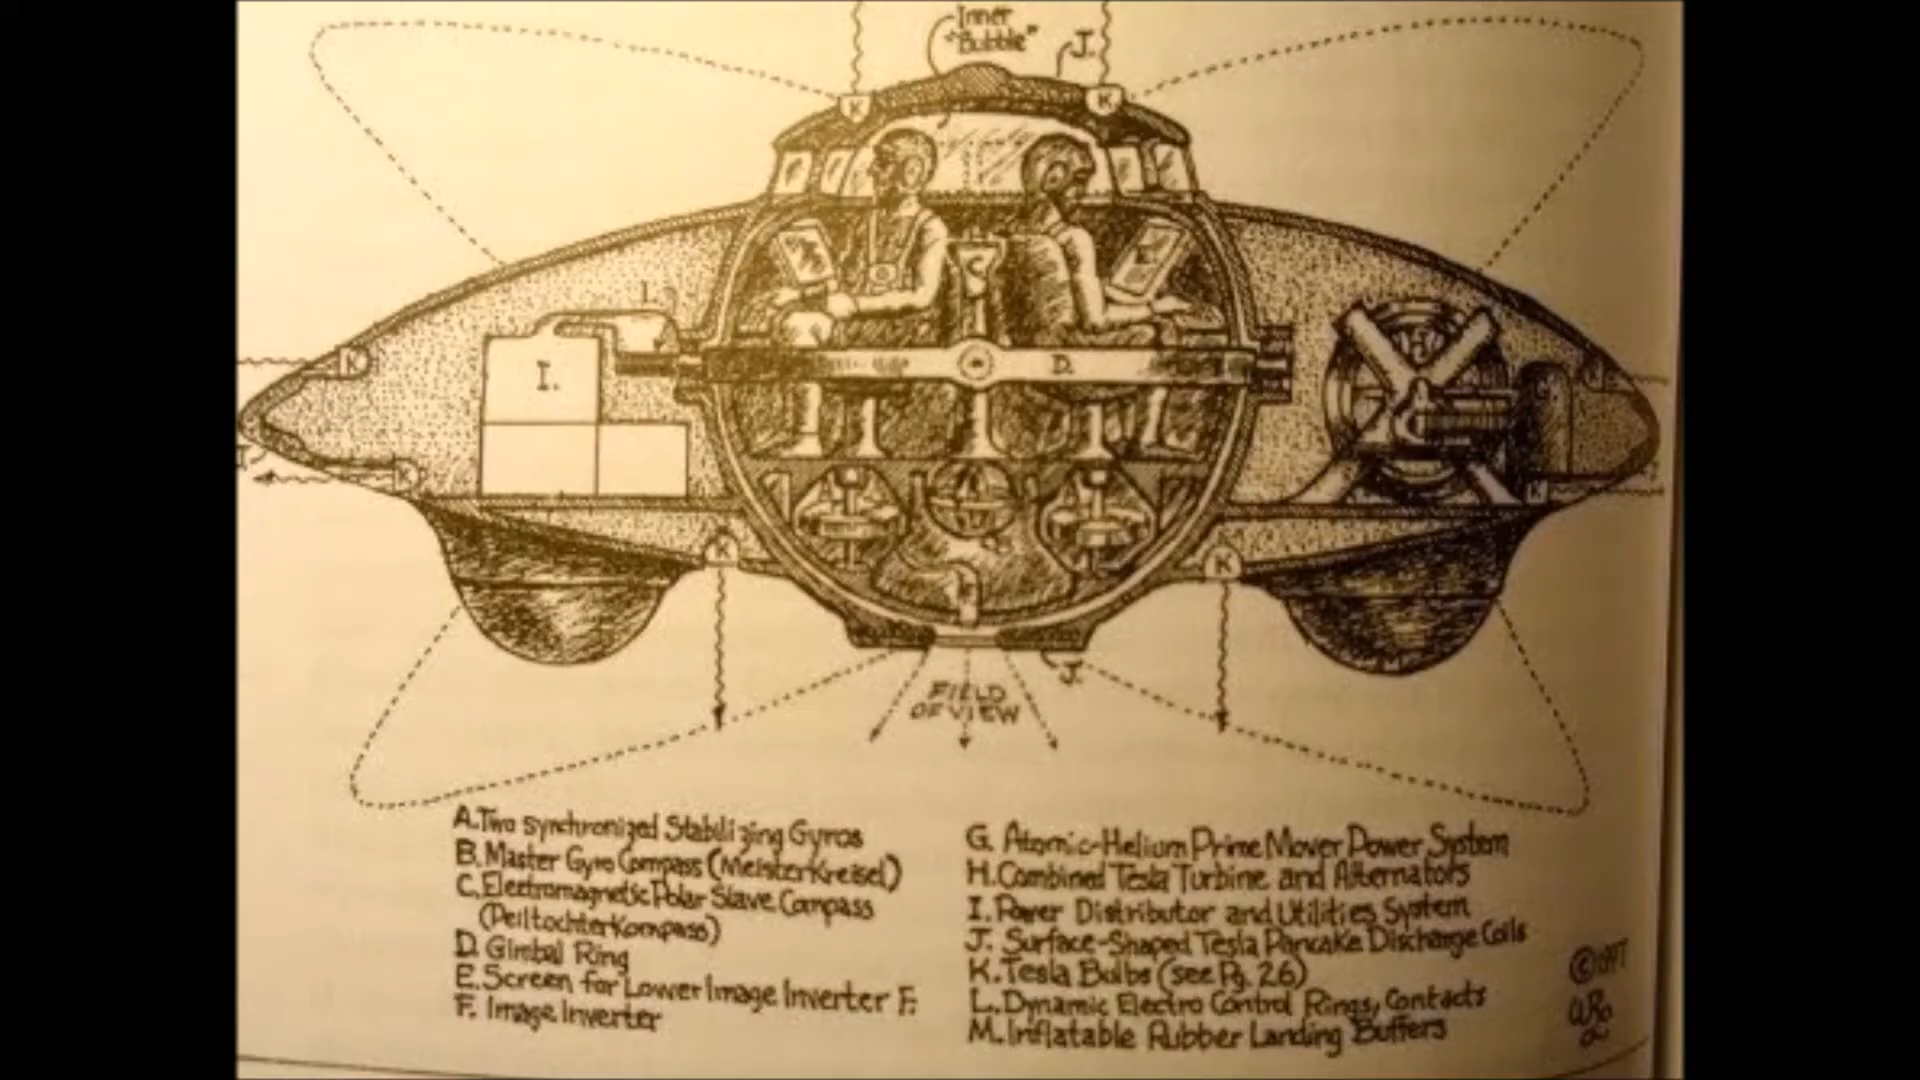 Inner
"Bubble"
J.
K
K
C
E
L
K
I.
D.
H
G
K
K
B
K
K
F
J.
FIELD
OF VIEW
A. Two Synchronized Stabilizing Gyros
B. Master Gyro Compass (Meisterkreisel)
C. Electromagnetic Polar Slave Compass
(Peiltochterkompass)
D. Gimbal Ring
E. Screen for Lower Image Inverter F.
F. Image Inverter
G. Atomic-Helium Prime Mover Power System
H. Combined Tesla Turbine and Alternators
I. Power Distributor and Utilities System
J. Surface-Shaped Tesla Pancake Discharge Coils
K. Tesla Bulbs (see Pg. 26)
L. Dynamic Electro Control Rings, Contacts
M. Inflatable Rubber Landing Buffers